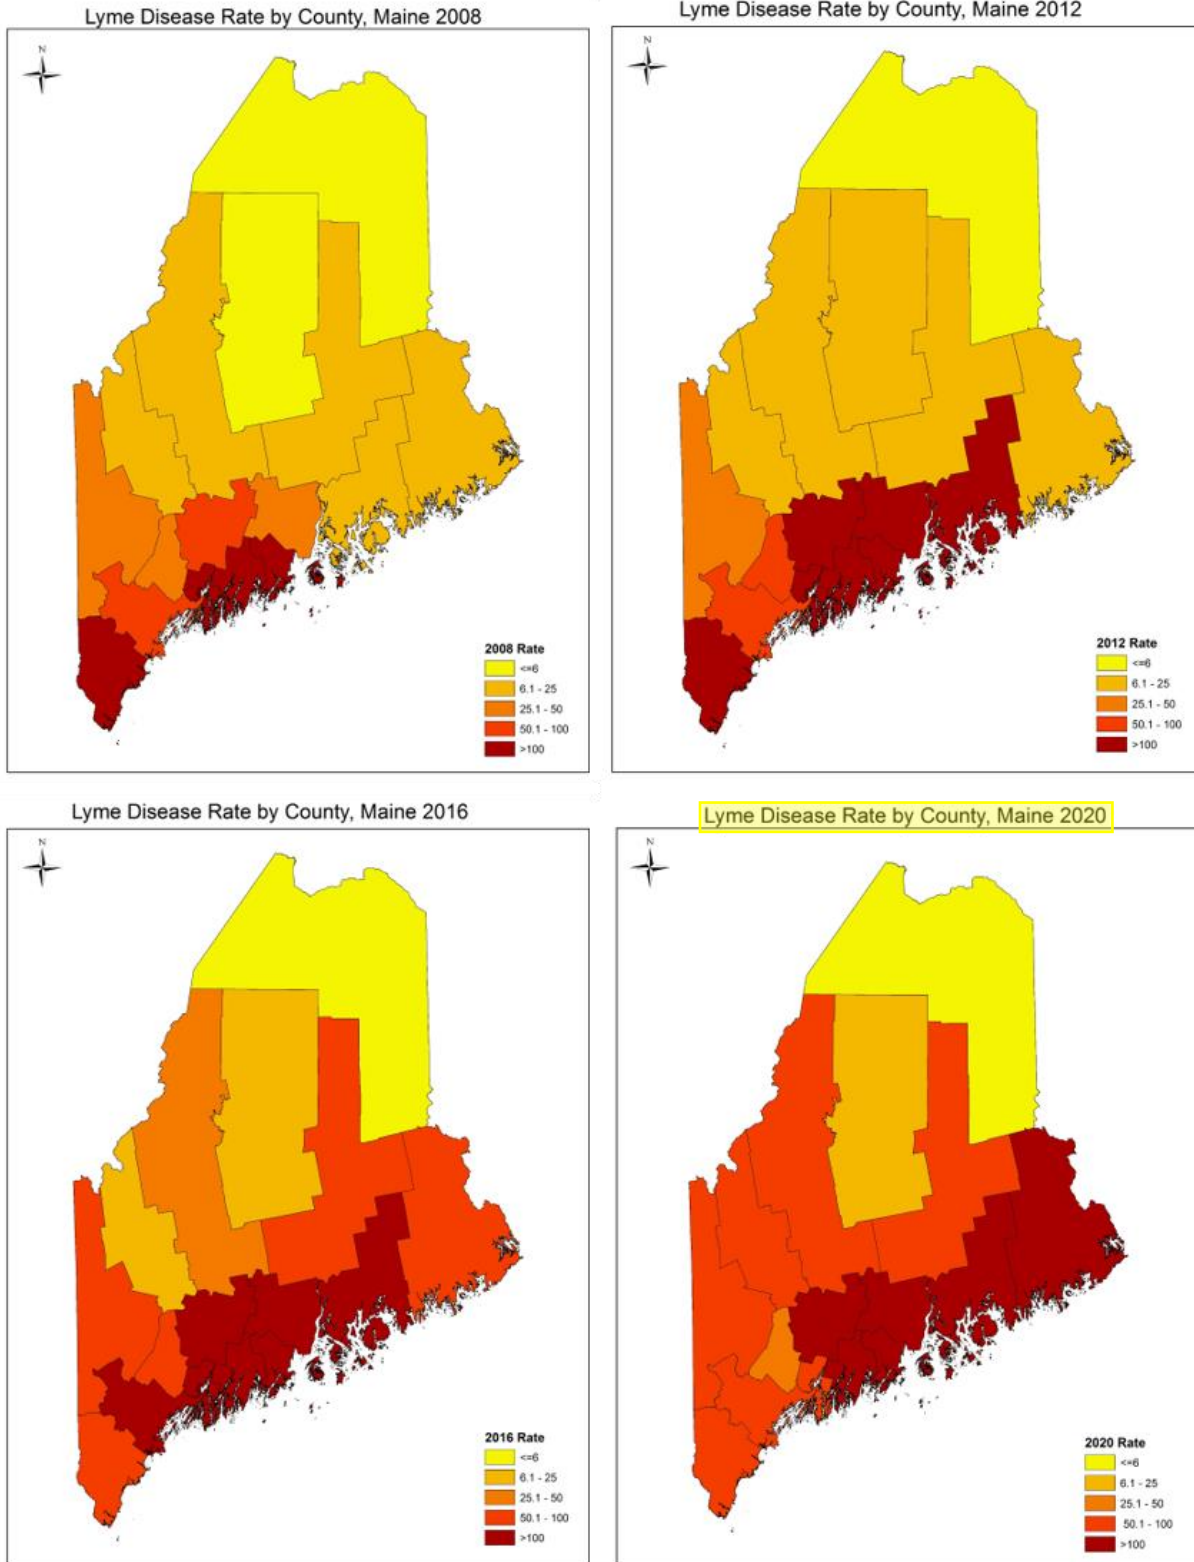 Lyme Disease Rate by County, Maine 2008
N
2008 Rate
<=6
6.1 - 25
25.1 - 50
50.1 - 100
>100
Lyme Disease Rate by County, Maine 2012
N
2012 Rate
<=6
6.1 - 25
25.1 - 50
50.1 - 100
>100
Lyme Disease Rate by County, Maine 2016
N
2016 Rate
<=6
6.1 - 25
25.1 - 50
50.1 - 100
>100
Lyme Disease Rate by County, Maine 2020
N
2020 Rate
<=6
6.1 - 25
25.1 - 50
50.1 - 100
>100